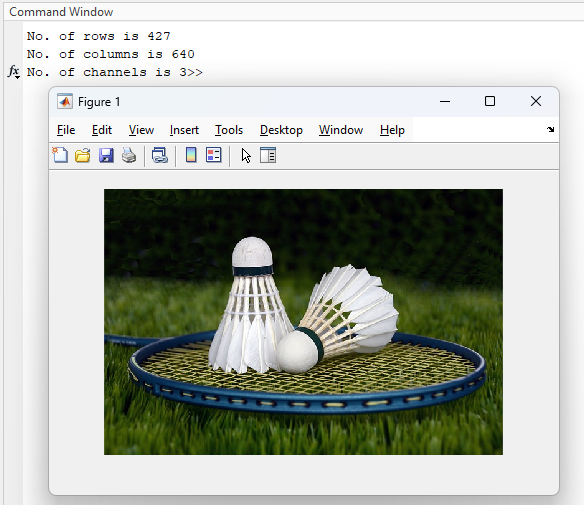 Command Window
No. of rows is 427
No. of columns is 640
fx No. of channels is 3>>
Figure 1
File Edit View Insert Tools Desktop Window Help